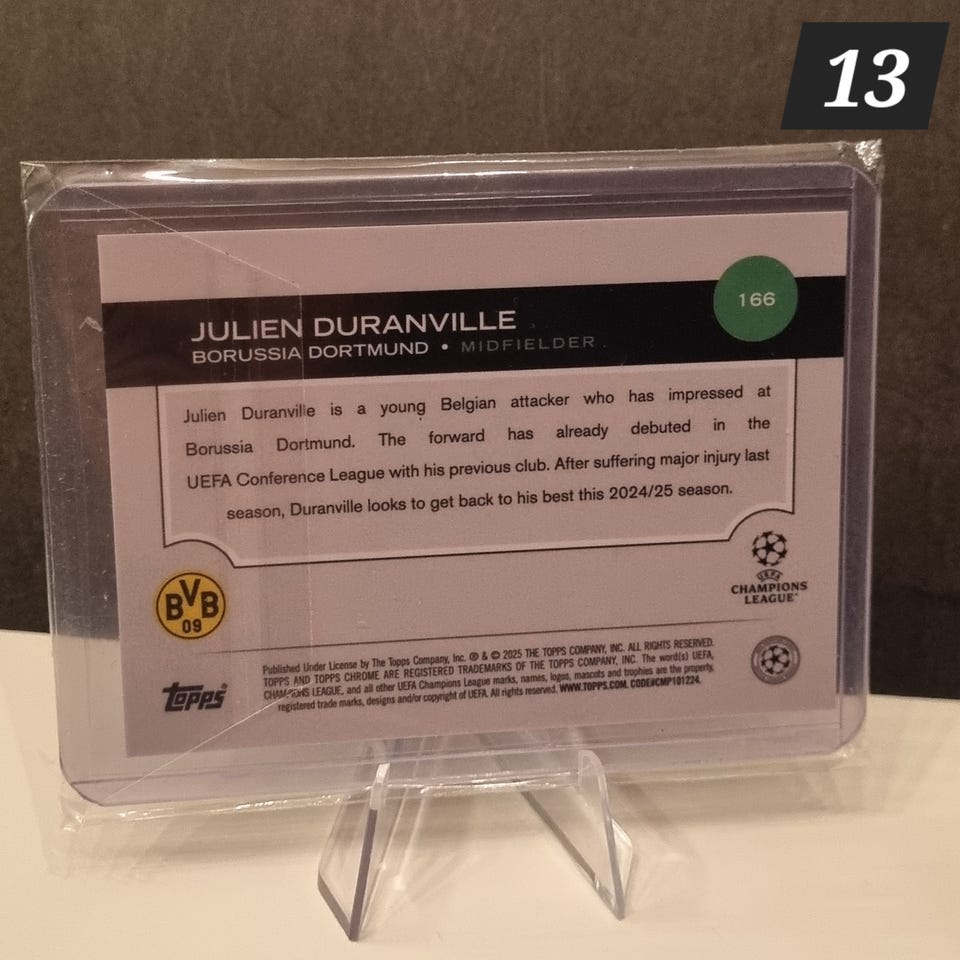 13
166
JULIEN DURANVILLE
BORUSSIA DORTMUND • MIDFIELDER
Julien Duranville is a young Belgian attacker who has impressed at
Borussia Dortmund. The forward has already debuted in the
UEFA Conference League with his previous club. After suffering major injury last
season, Duranville looks to get back to his best this 2024/25 season.
BVB
09
UEFA
CHAMPIONS
LEAGUE
Published Under License by The Topps Company, Inc. ® & © 2025 THE TOPPS COMPANY, INC. ALL RIGHTS RESERVED.
TOPPS AND TOPPS CHROME ARE REGISTERED TRADEMARKS OF THE TOPPS COMPANY, INC. The word(s) UEFA,
CHAMPIONS LEAGUE, and all other UEFA Champions League marks, names, logos, mascots and trophies are the property,
registered trade marks, designs and/or copyright of UEFA. All rights reserved. WWW.TOPPS.COM. CODE#CMP101224.
topps®